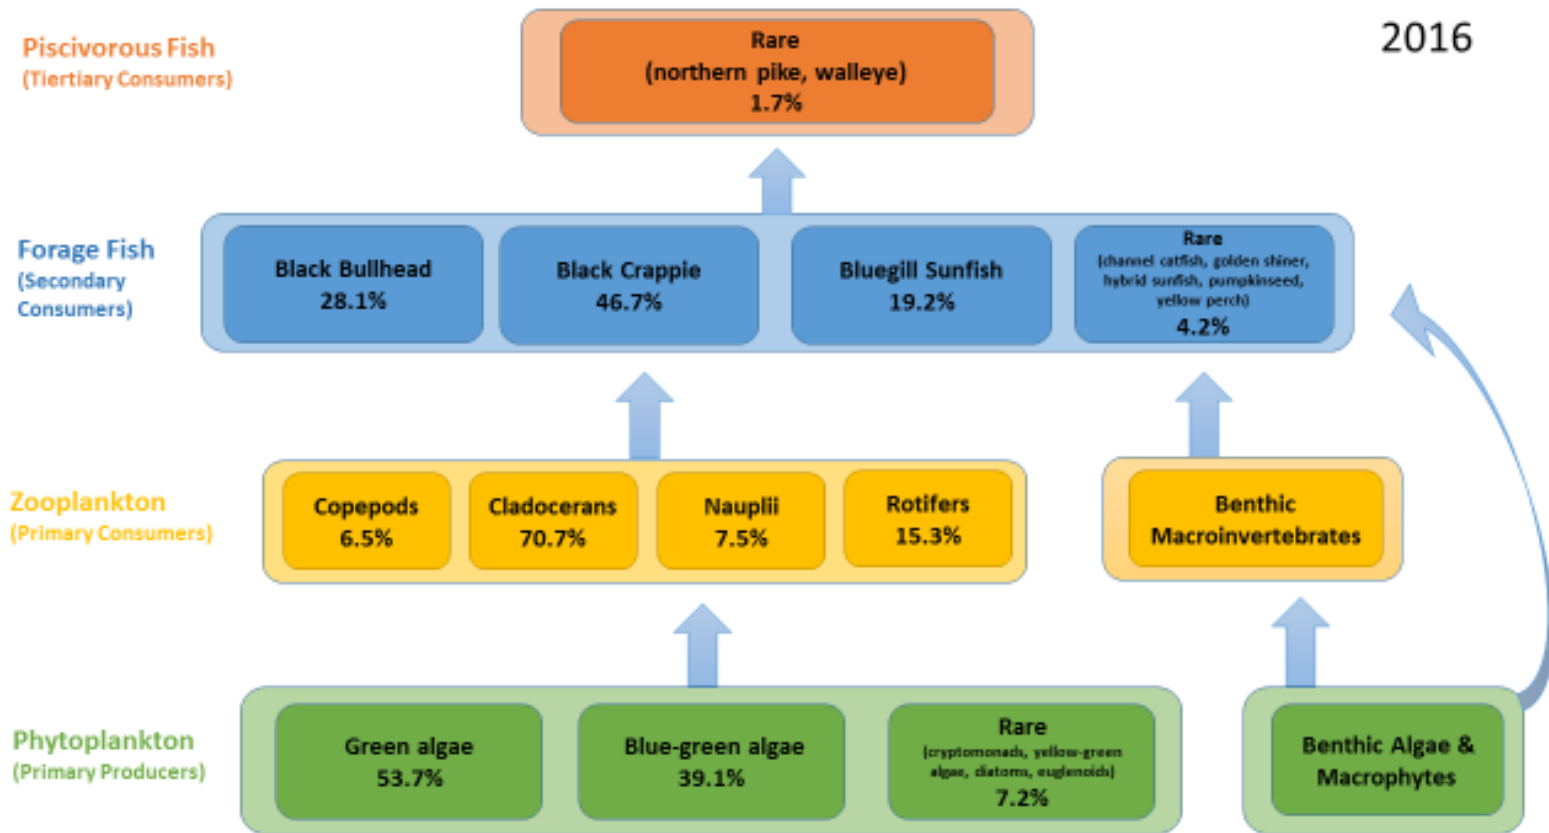 2016
Piscivorous Fish
(Tiertiary Consumers)
Rare
(northern pike, walleye)
1.7%
Forage Fish
(Secondary
Consumers)
Black Bullhead
28.1%
Black Crappie
46.7%
Bluegill Sunfish
19.2%
Rare
(channel catfish, golden shiner,
hybrid sunfish, pumpkinseed,
yellow perch)
4.2%
Zooplankton
(Primary Consumers)
Copepods
6.5%
Cladocerans
70.7%
Nauplii
7.5%
Rotifers
15.3%
Benthic
Macroinvertebrates
Phytoplankton
(Primary Producers)
Green algae
53.7%
Blue-green algae
39.1%
Rare
(cryptomonads, yellow-green
algae, diatoms, euglenoids)
7.2%
Benthic Algae &
Macrophytes